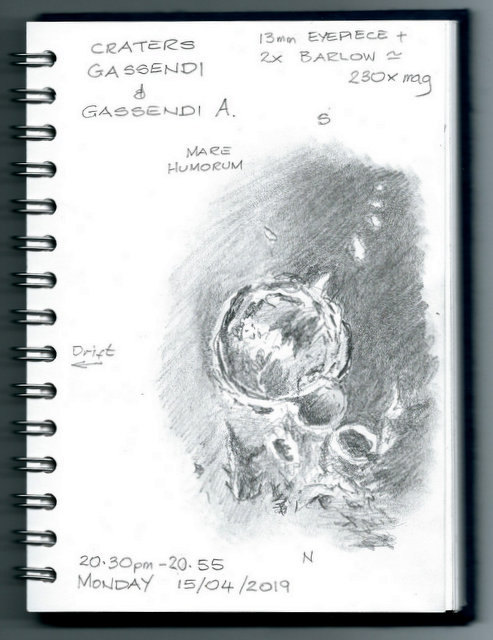 CRATERS
GASSENDI
&
GASSENDI A.
13mm EYEPIECE +
2x BARLOW ≃
230x mag
S
MARE
HUMORUM
Drift
←
N
20.30pm - 20.55
MONDAY 15/04/2019